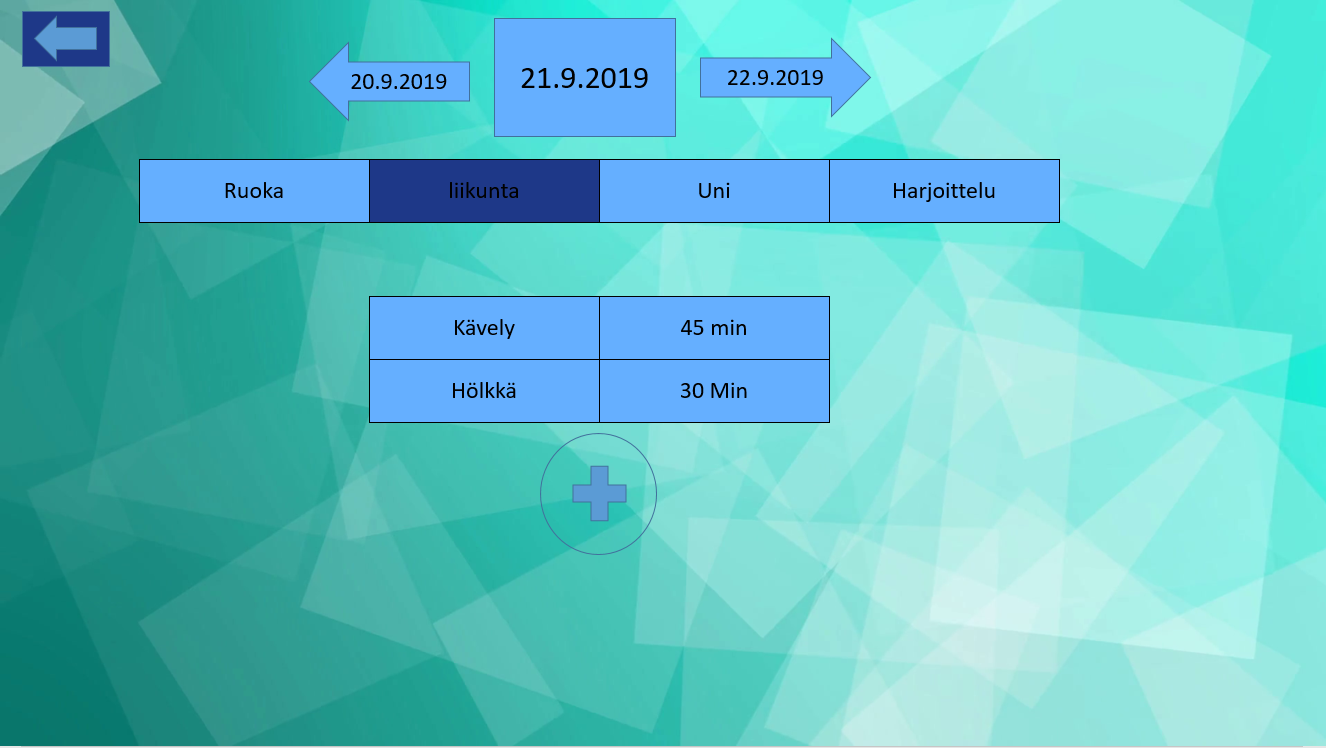 20.9.2019
21.9.2019
22.9.2019
Ruoka
liikunta
Uni
Harjoittelu
Kävely
45 min
Hölkkä
30 Min